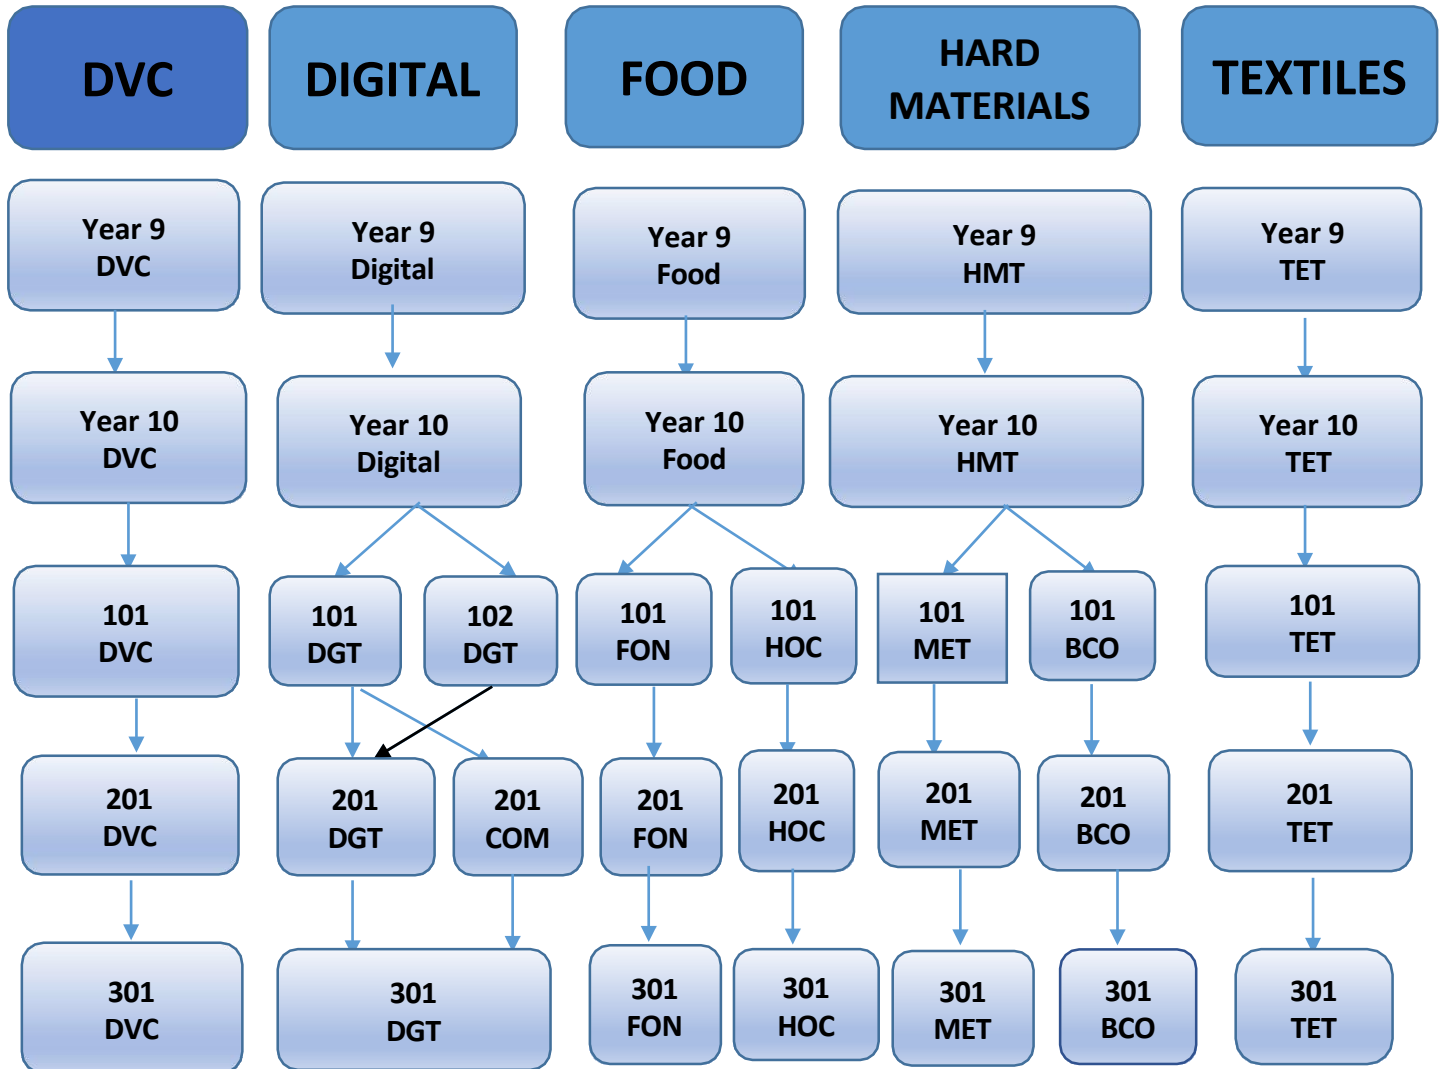 DVC
DIGITAL
FOOD
HARD
MATERIALS
TEXTILES
Year 9
DVC
Year 9
Digital
Year 9
Food
Year 9
HMT
Year 9
TET
Year 10
DVC
Year 10
Digital
Year 10
Food
Year 10
HMT
Year 10
TET
101
DVC
101
DGT
102
DGT
101
FON
101
HOC
101
MET
101
BCO
101
TET
201
DVC
201
DGT
201
COM
201
FON
201
HOC
201
MET
201
BCO
201
TET
301
DVC
301
DGT
301
FON
301
HOC
301
MET
301
BCO
301
TET